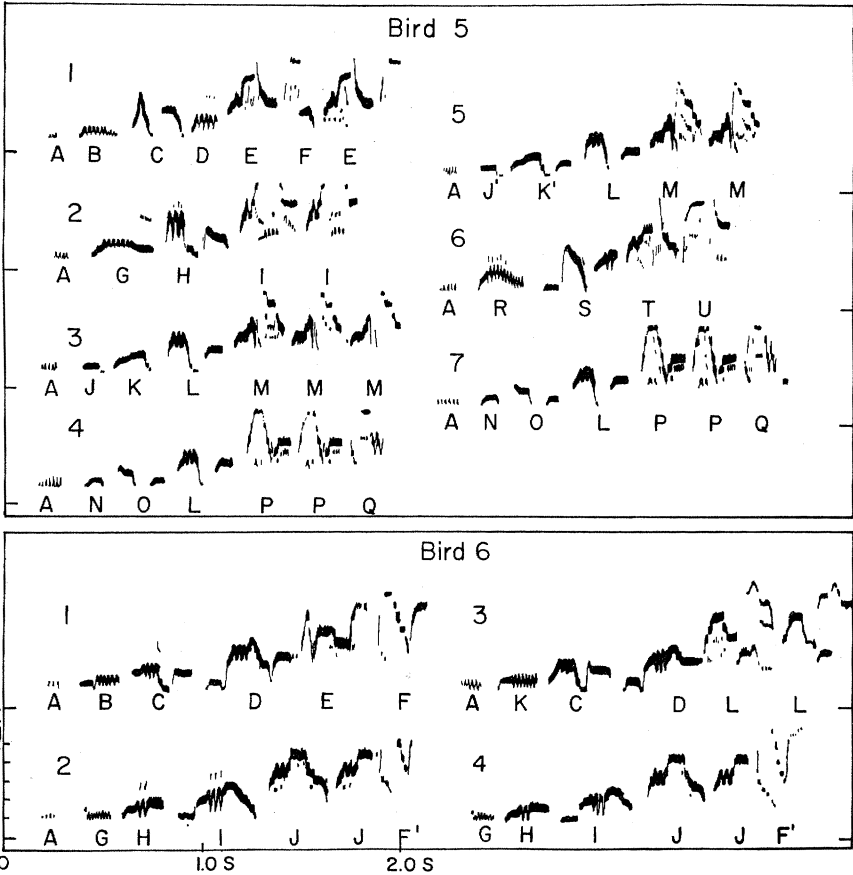 Bird 5
1
A B C D E F E
2
A G H I I
3
A J K L M M M
4
A N O L P P Q
5
A J' K' L M M
6
A R S T U
7
A N O L P P Q
Bird 6
1
A B C D E F
2
A G H I J J F'
3
A K C D L L
4
G H I J J F'
0 1.0 S 2.0 S